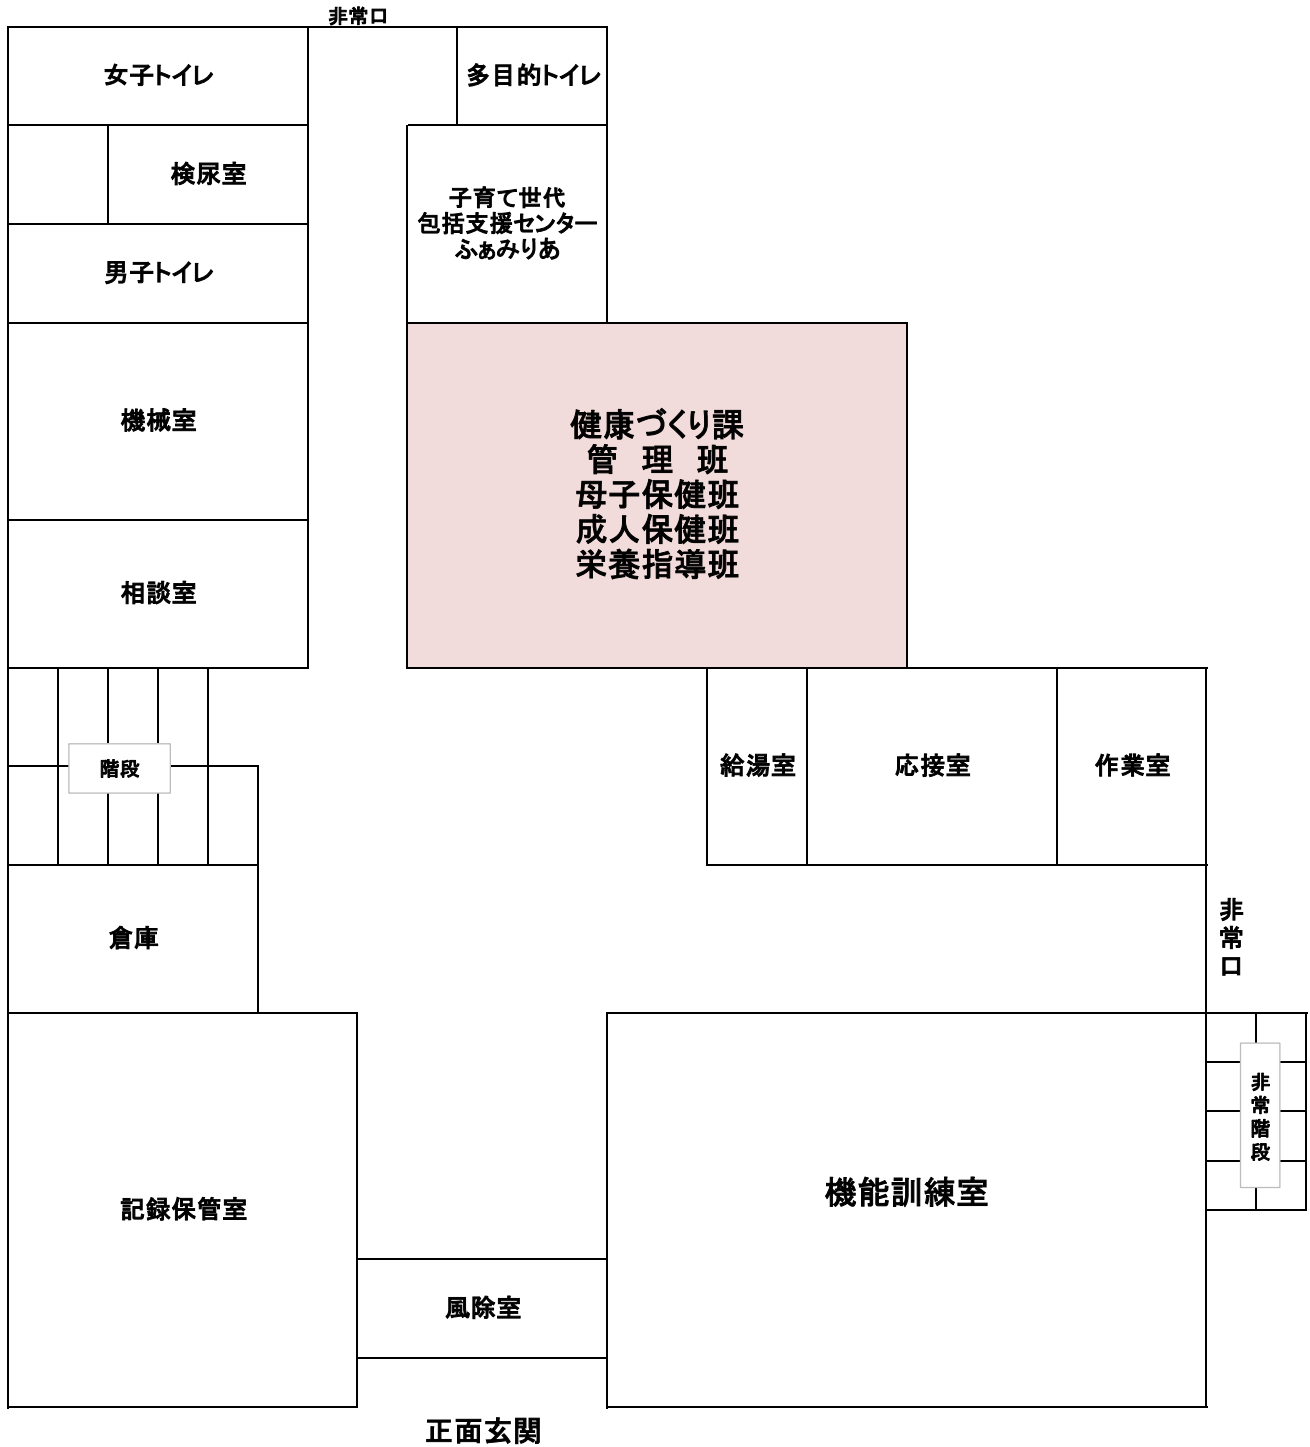 非常口
女子トイレ
多目的トイレ
検尿室
子育て世代
包括支援センター
ふぁみりあ
男子トイレ
機械室
健康づくり課
管　理　班
母子保健班
成人保健班
栄養指導班
相談室
階段
給湯室
応接室
作業室
倉庫
非常口
非常階段
記録保管室
機能訓練室
風除室
正面玄関